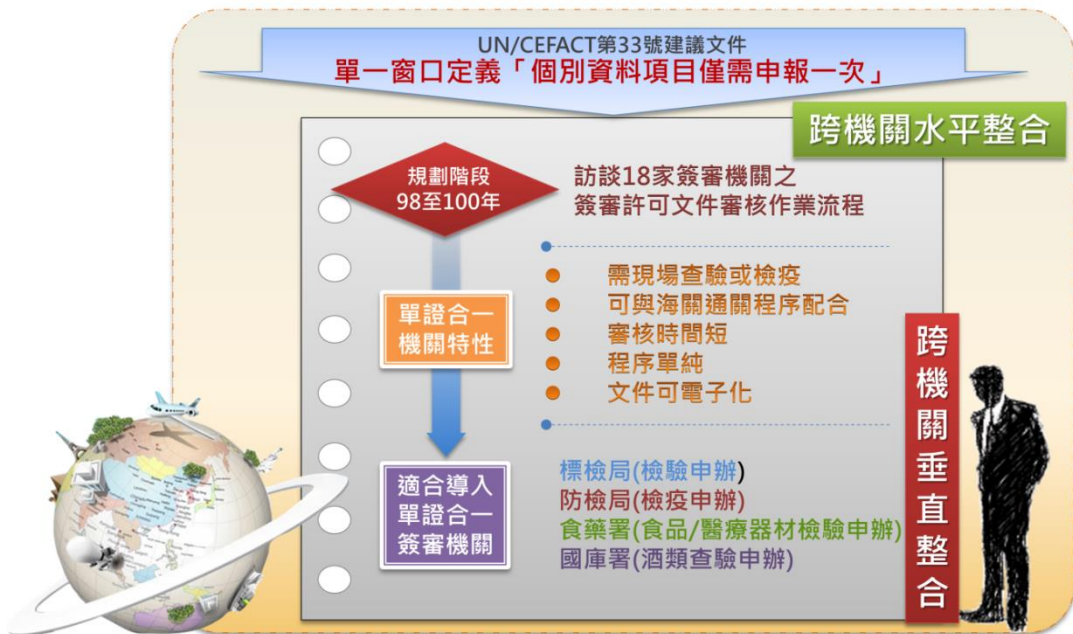 UN/CEFACT第33號建議文件
單一窗口定義「個別資料項目僅需申報一次」
跨機關水平整合
規劃階段
98至100年
訪談18家簽審機關之
簽審許可文件審核作業流程
單證合一
機關特性
需現場查驗或檢疫
可與海關通關程序配合
審核時間短
程序單純
文件可電子化
跨機關垂直整合
適合導入
單證合一
簽審機關
標檢局(檢驗申辦)
防檢局(檢疫申辦)
食藥署(食品/醫療器材檢驗申辦)
國庫署(酒類查驗申辦)